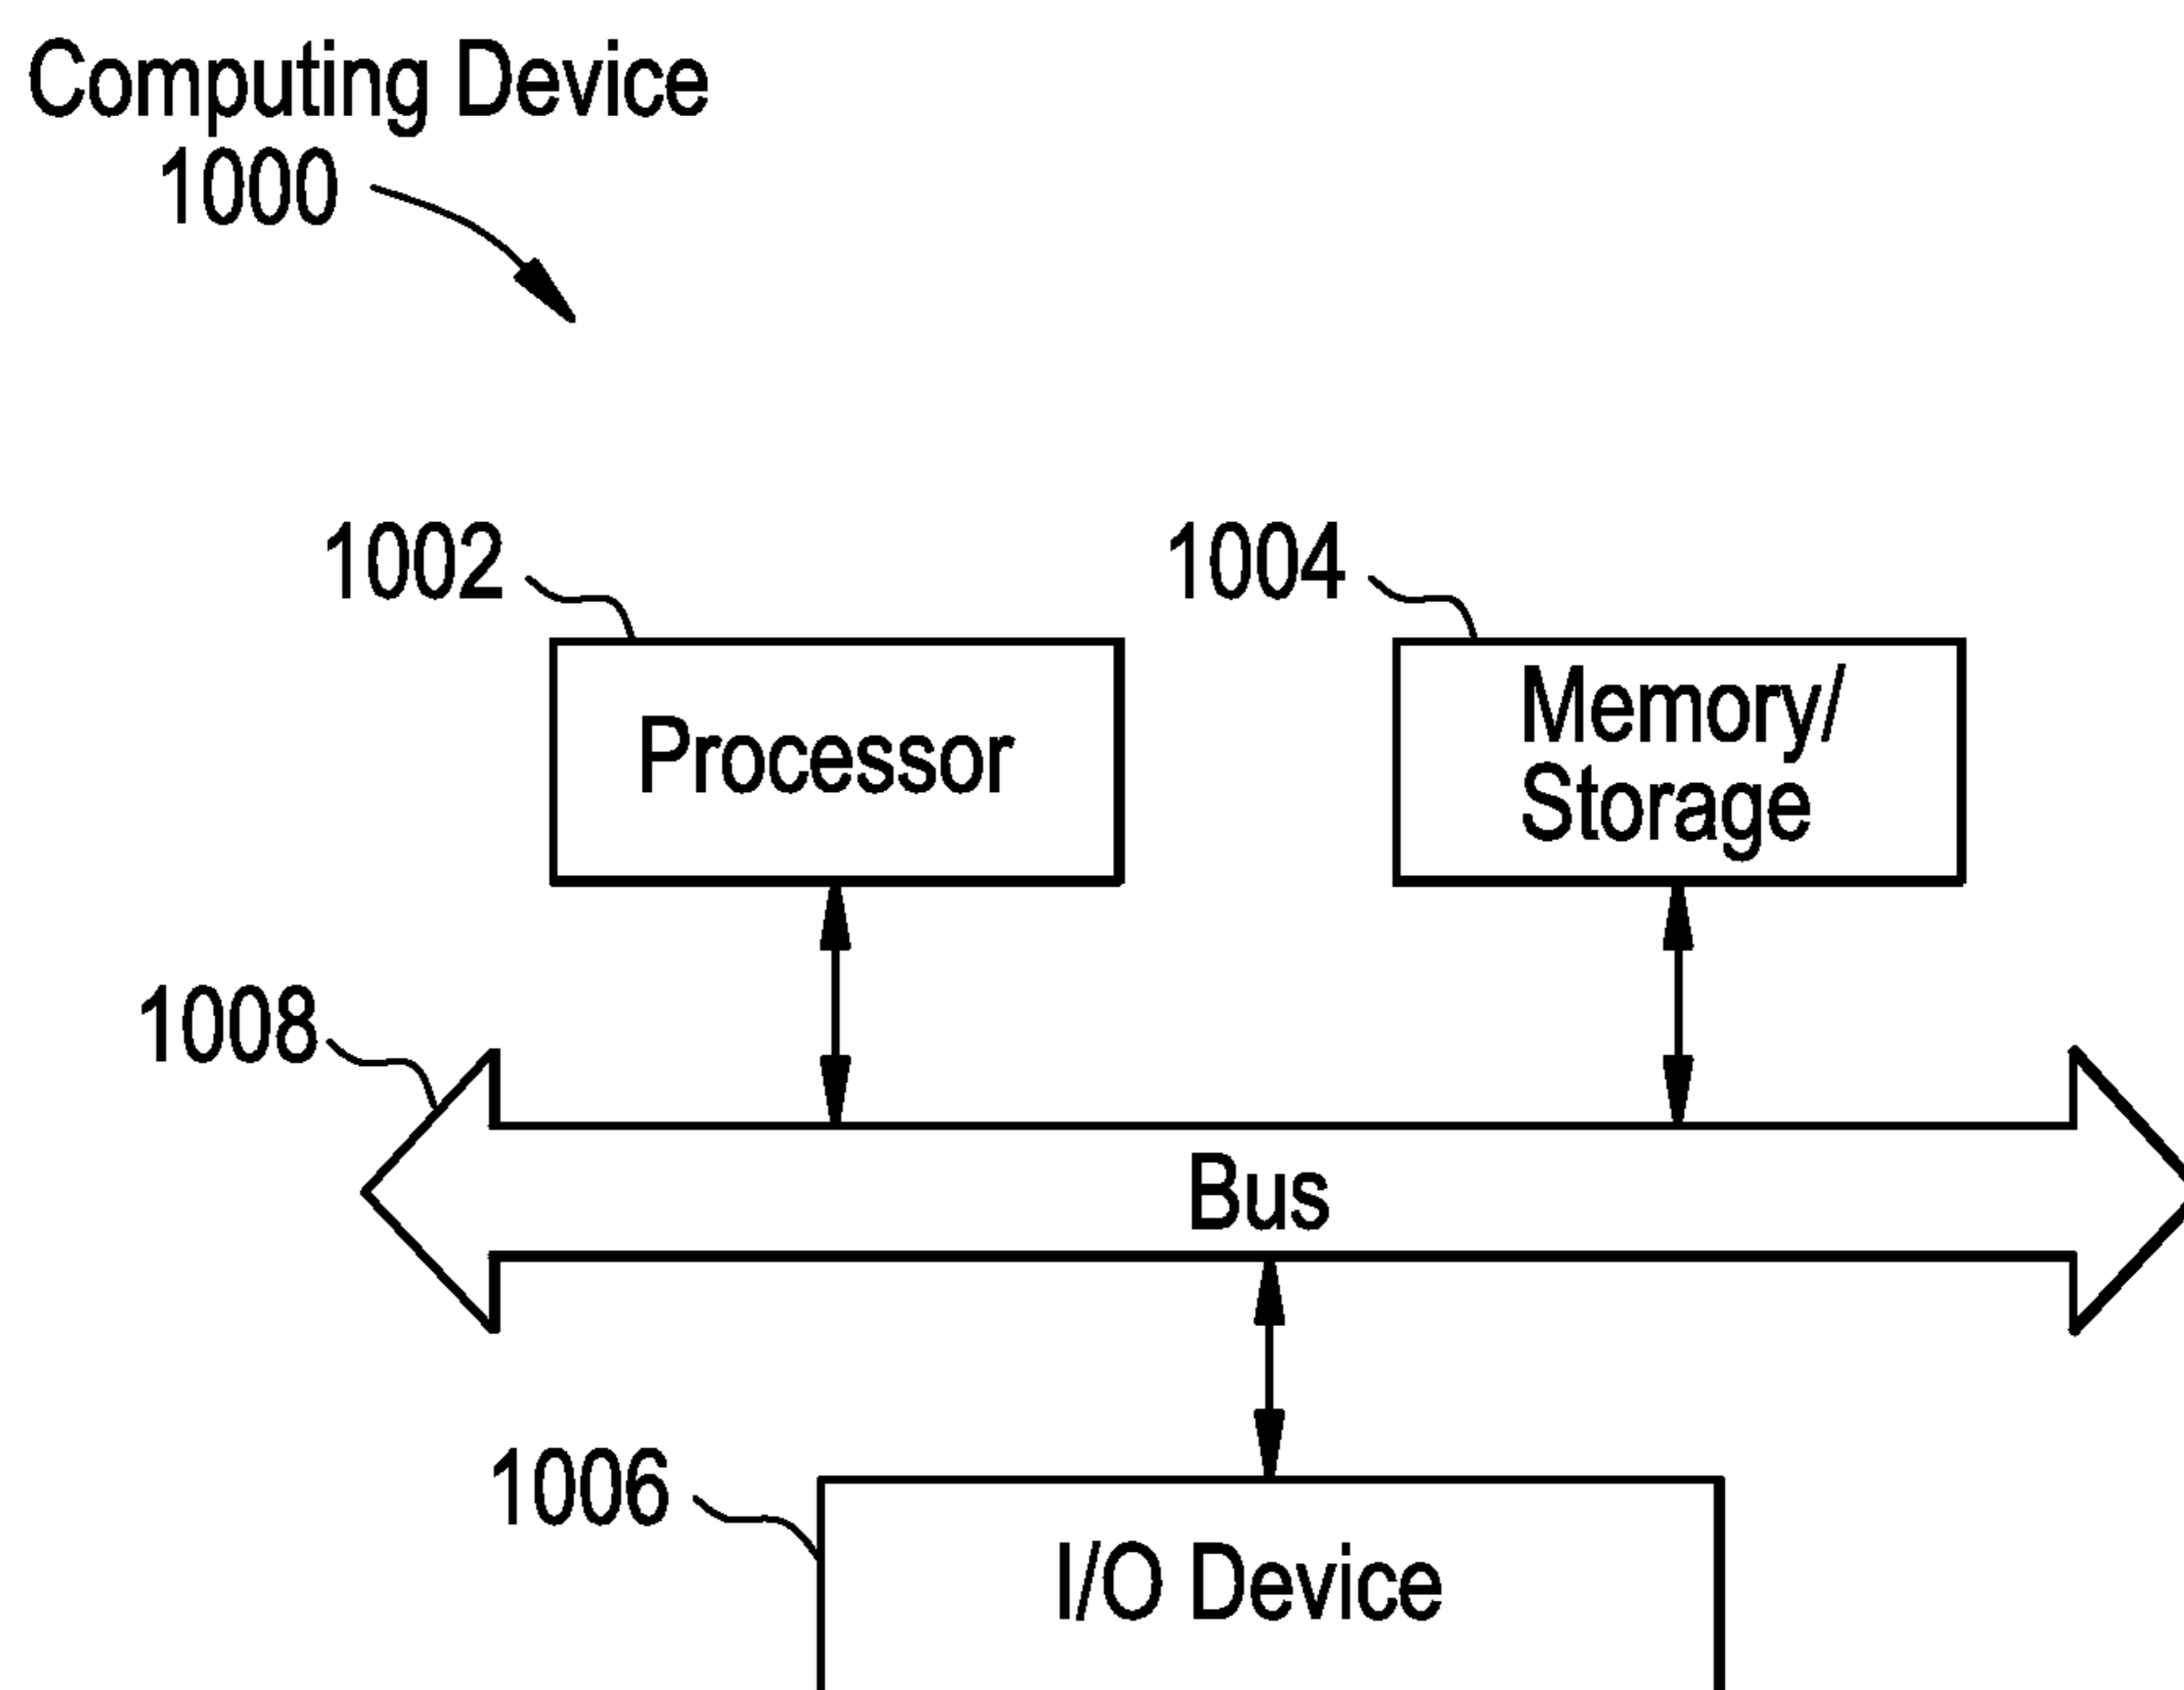 Computing Device
1000
1002
1004
Processor
Memory/
Storage
1008
Bus
1006
I/O Device